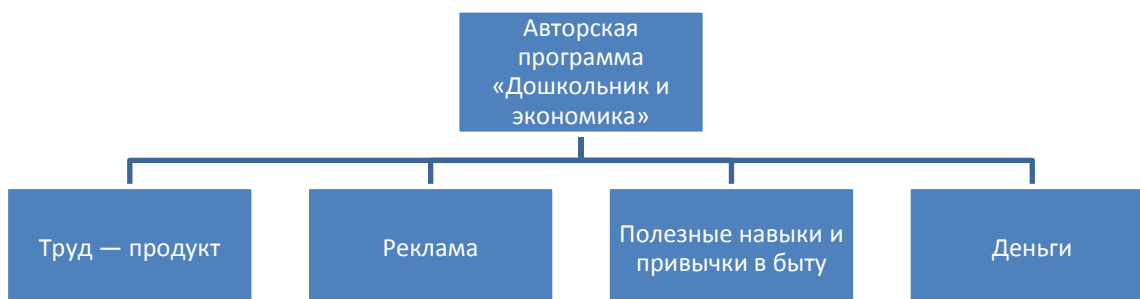 Авторская
программа
«Дошкольник и
экономика»
Труд — продукт
Реклама
Полезные навыки и
привычки в быту
Деньги